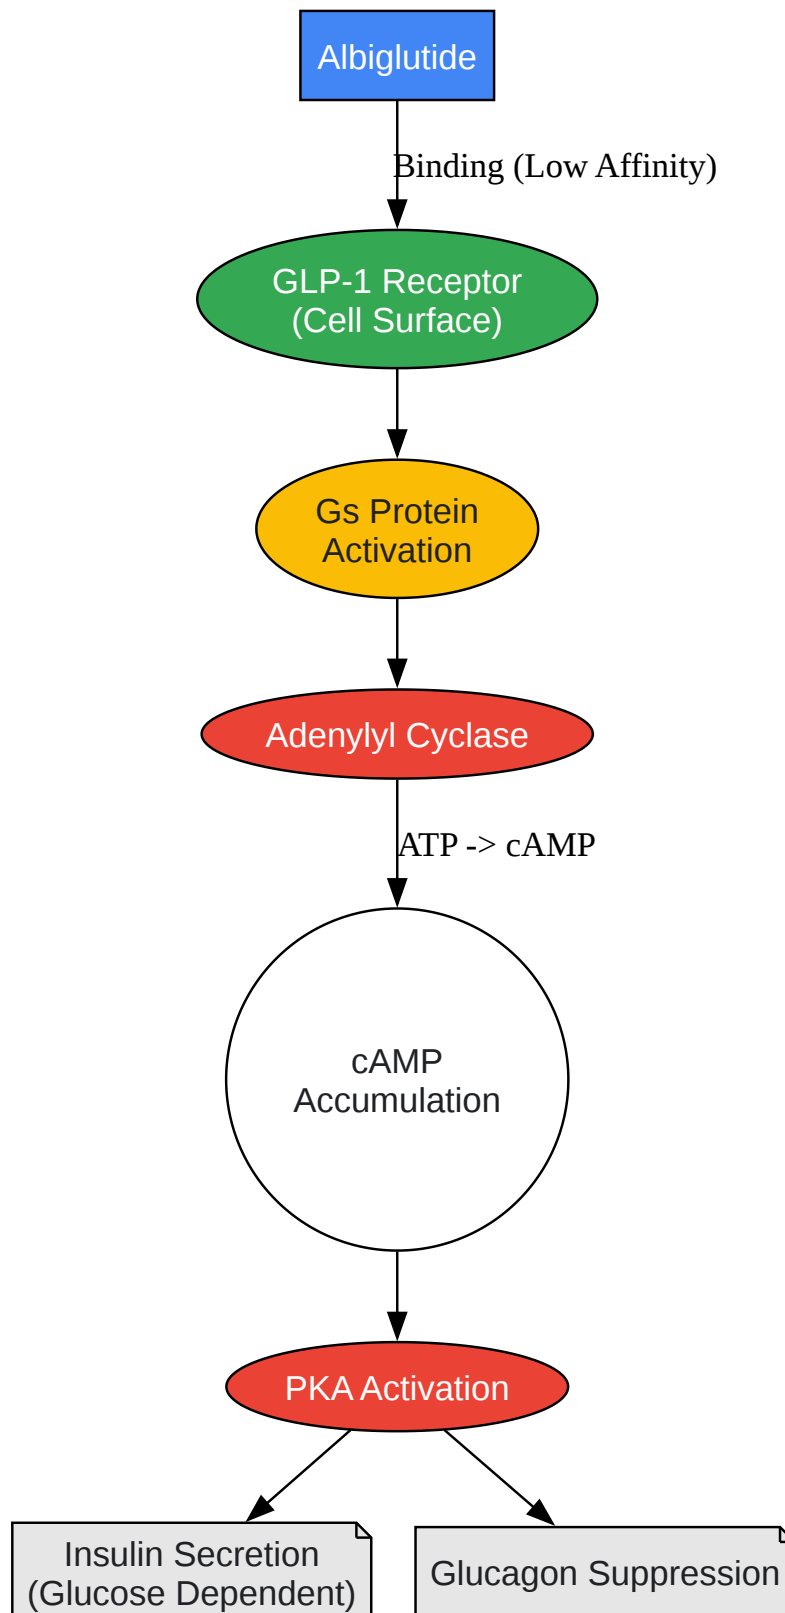 Albiglutide
Binding (Low Affinity)
GLP-1 Receptor
(Cell Surface)
Gs Protein
Activation
Adenylyl Cyclase
ATP -> cAMP
cAMP
Accumulation
PKA Activation
Insulin Secretion
(Glucose Dependent)
Glucagon Suppression